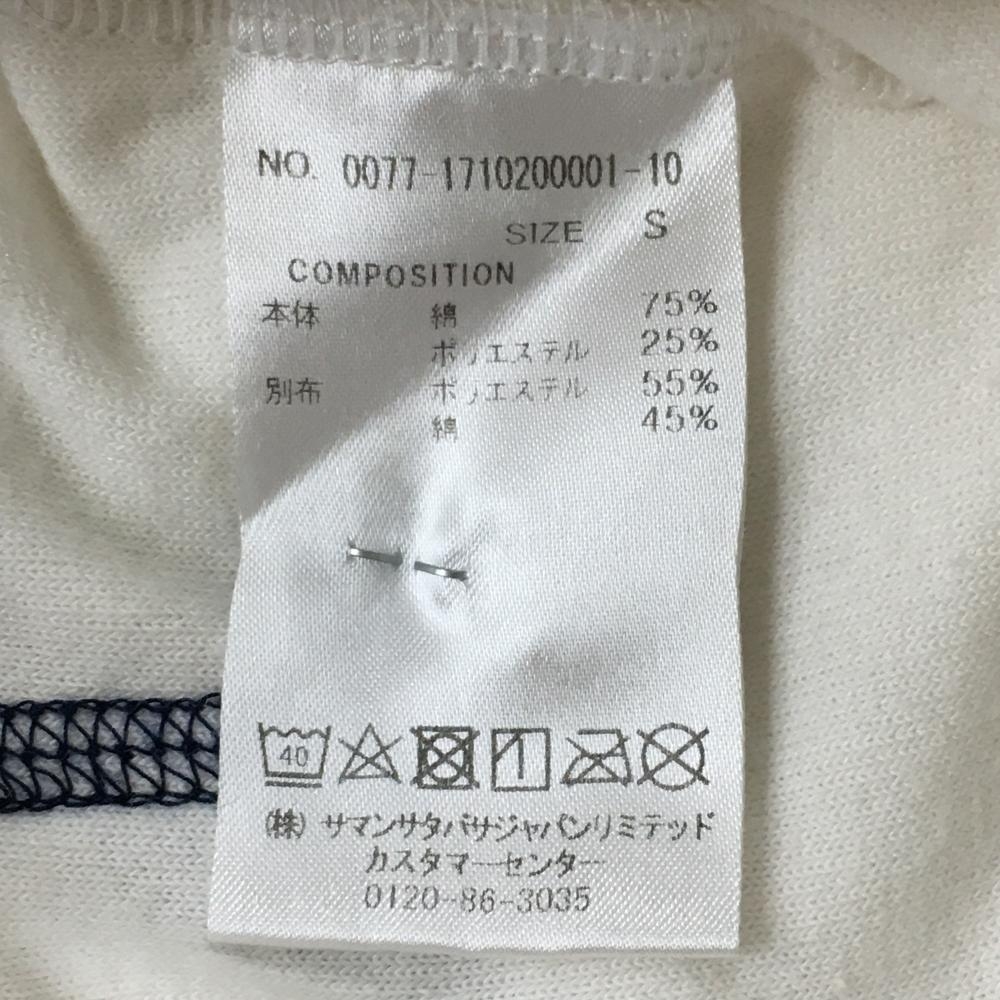 NO. 0077-1710200001-10
SIZE S
COMPOSITION
本体 綿 75%
ポリエステル 25%
別布 ポリエステル 55%
綿 45%
40
(株) サマンサタバサジャパンリミテッド
カスタマーセンター
0120-86-3035